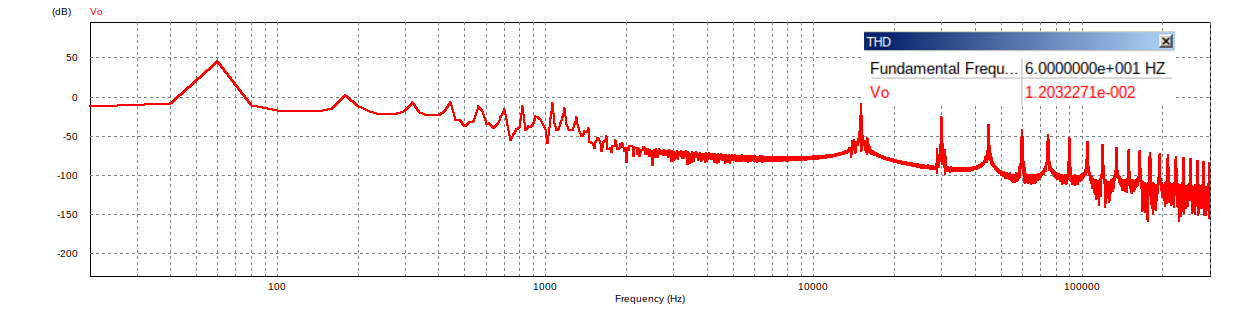 (dB) Vo
THD
Fundamental Frequ... 6.0000000e+001 HZ
Vo 1.2032271e-002
50
0
-50
-100
-150
-200
100 1000 10000 100000
Frequency (Hz)